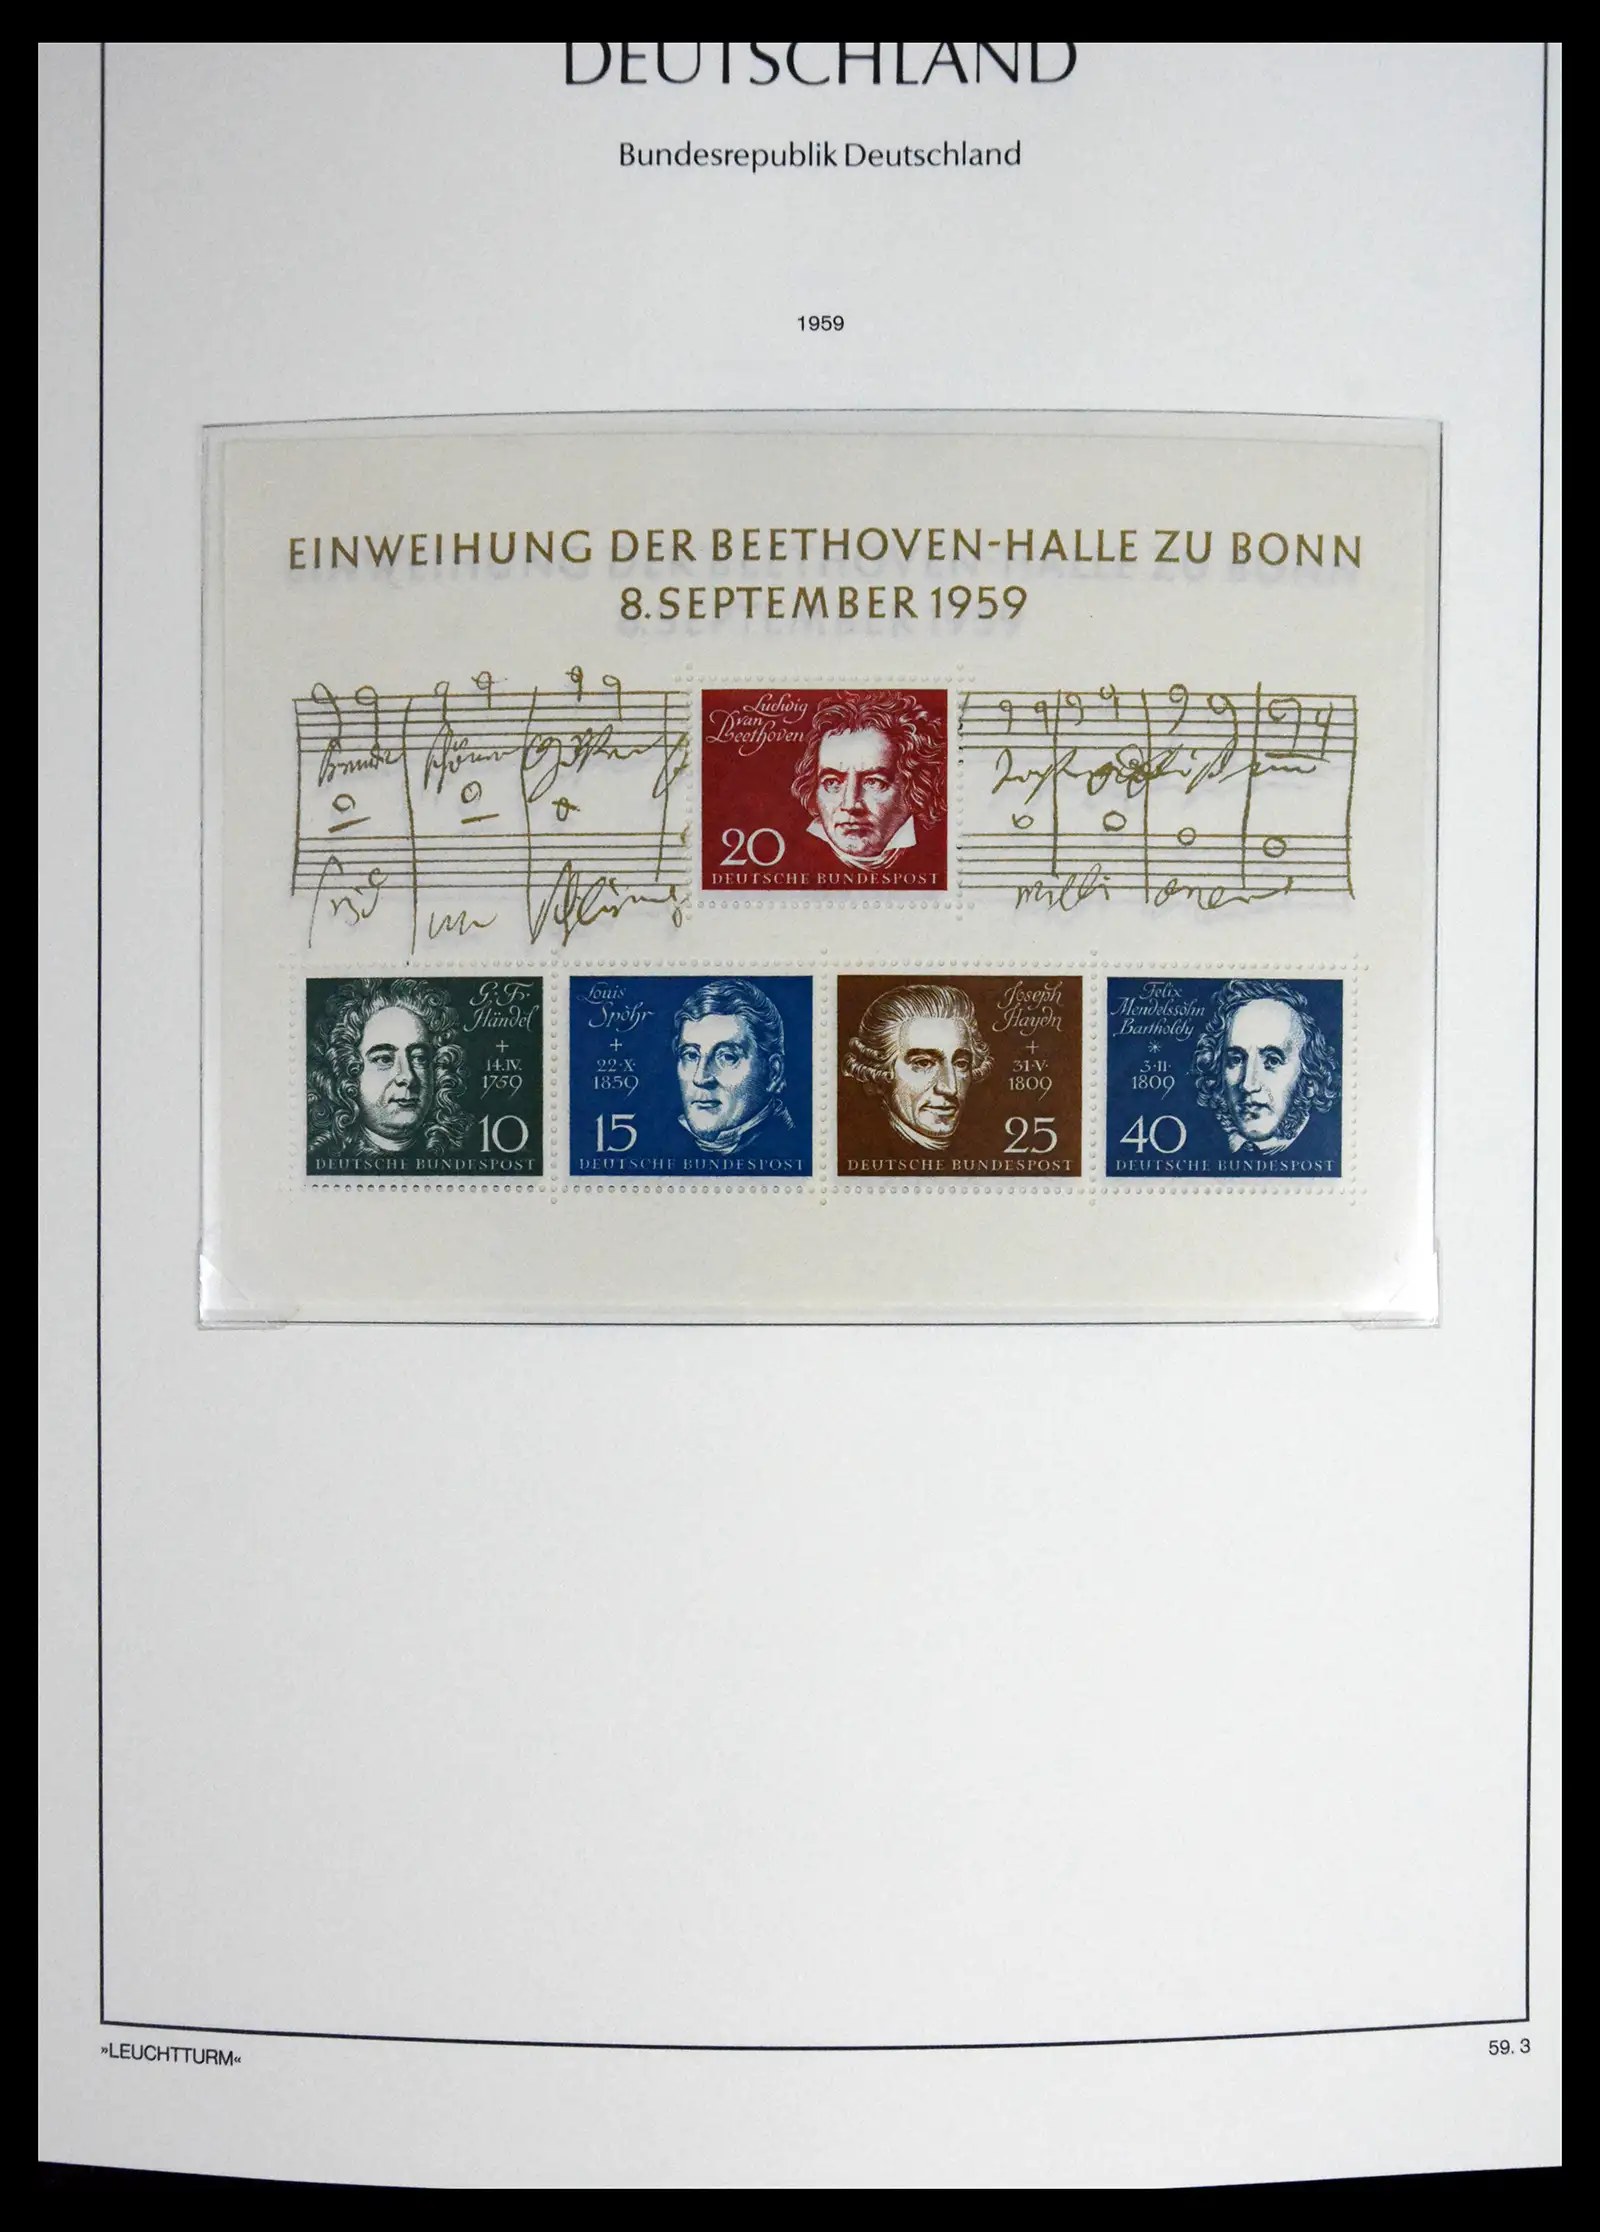 DEUTSCHLAND
Bundesrepublik Deutschland
1959
EINWEIHUNG DER BEETHOVEN-HALLE ZU BONN
8. SEPTEMBER 1959
Ludwig
van
Beethoven
20
DEUTSCHE BUNDESPOST
G. Fr.
Händel
+
14.IV.
1759
10
DEUTSCHE BUNDESPOST
Louis
Spohr
+
22·X·
1859
15
DEUTSCHE BUNDESPOST
Joseph
Haydn
+
31·V·
1809
25
DEUTSCHE BUNDESPOST
Felix
Mendelssohn
Bartholdy
*
3·II·
1809
40
DEUTSCHE BUNDESPOST
»LEUCHTTURM«
59. 3